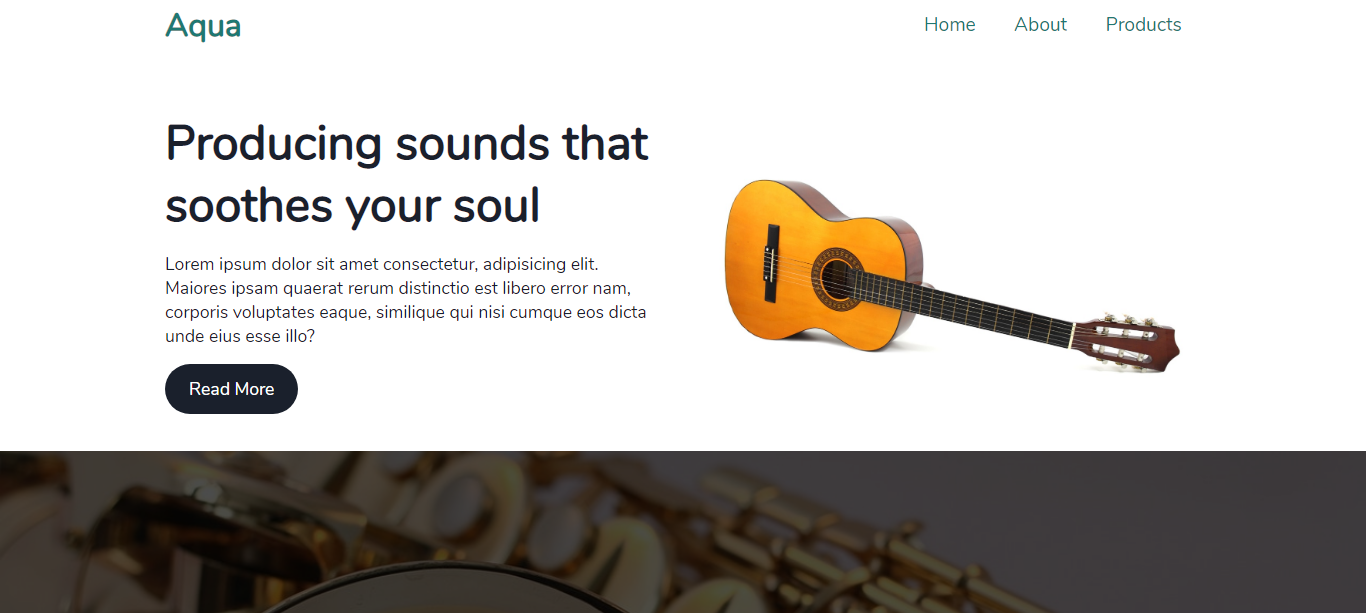 Aqua
Home About Products
Producing sounds that
soothes your soul
Lorem ipsum dolor sit amet consectetur, adipisicing elit.
Maiores ipsam quaerat rerum distinctio est libero error nam,
corporis voluptates eaque, similique qui nisi cumque eos dicta
unde eius esse illo?
Read More